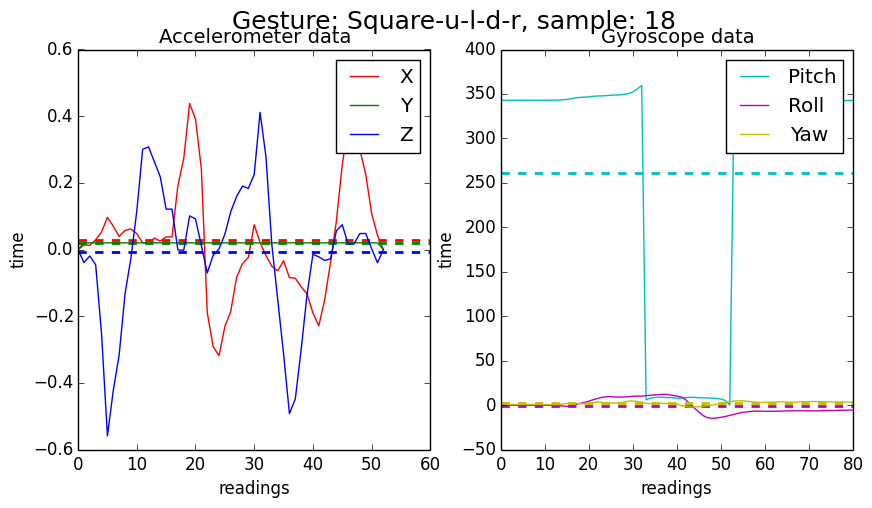 Gesture: Square-u-l-d-r, sample: 18
Accelerometer data
0.6
0.4
0.2
0.0
−0.2
−0.4
−0.6
time
0 10 20 30 40 50 60
readings
X
Y
Z
Gyroscope data
400
350
300
250
200
150
100
50
0
−50
time
0 10 20 30 40 50 60 70 80
readings
Pitch
Roll
Yaw